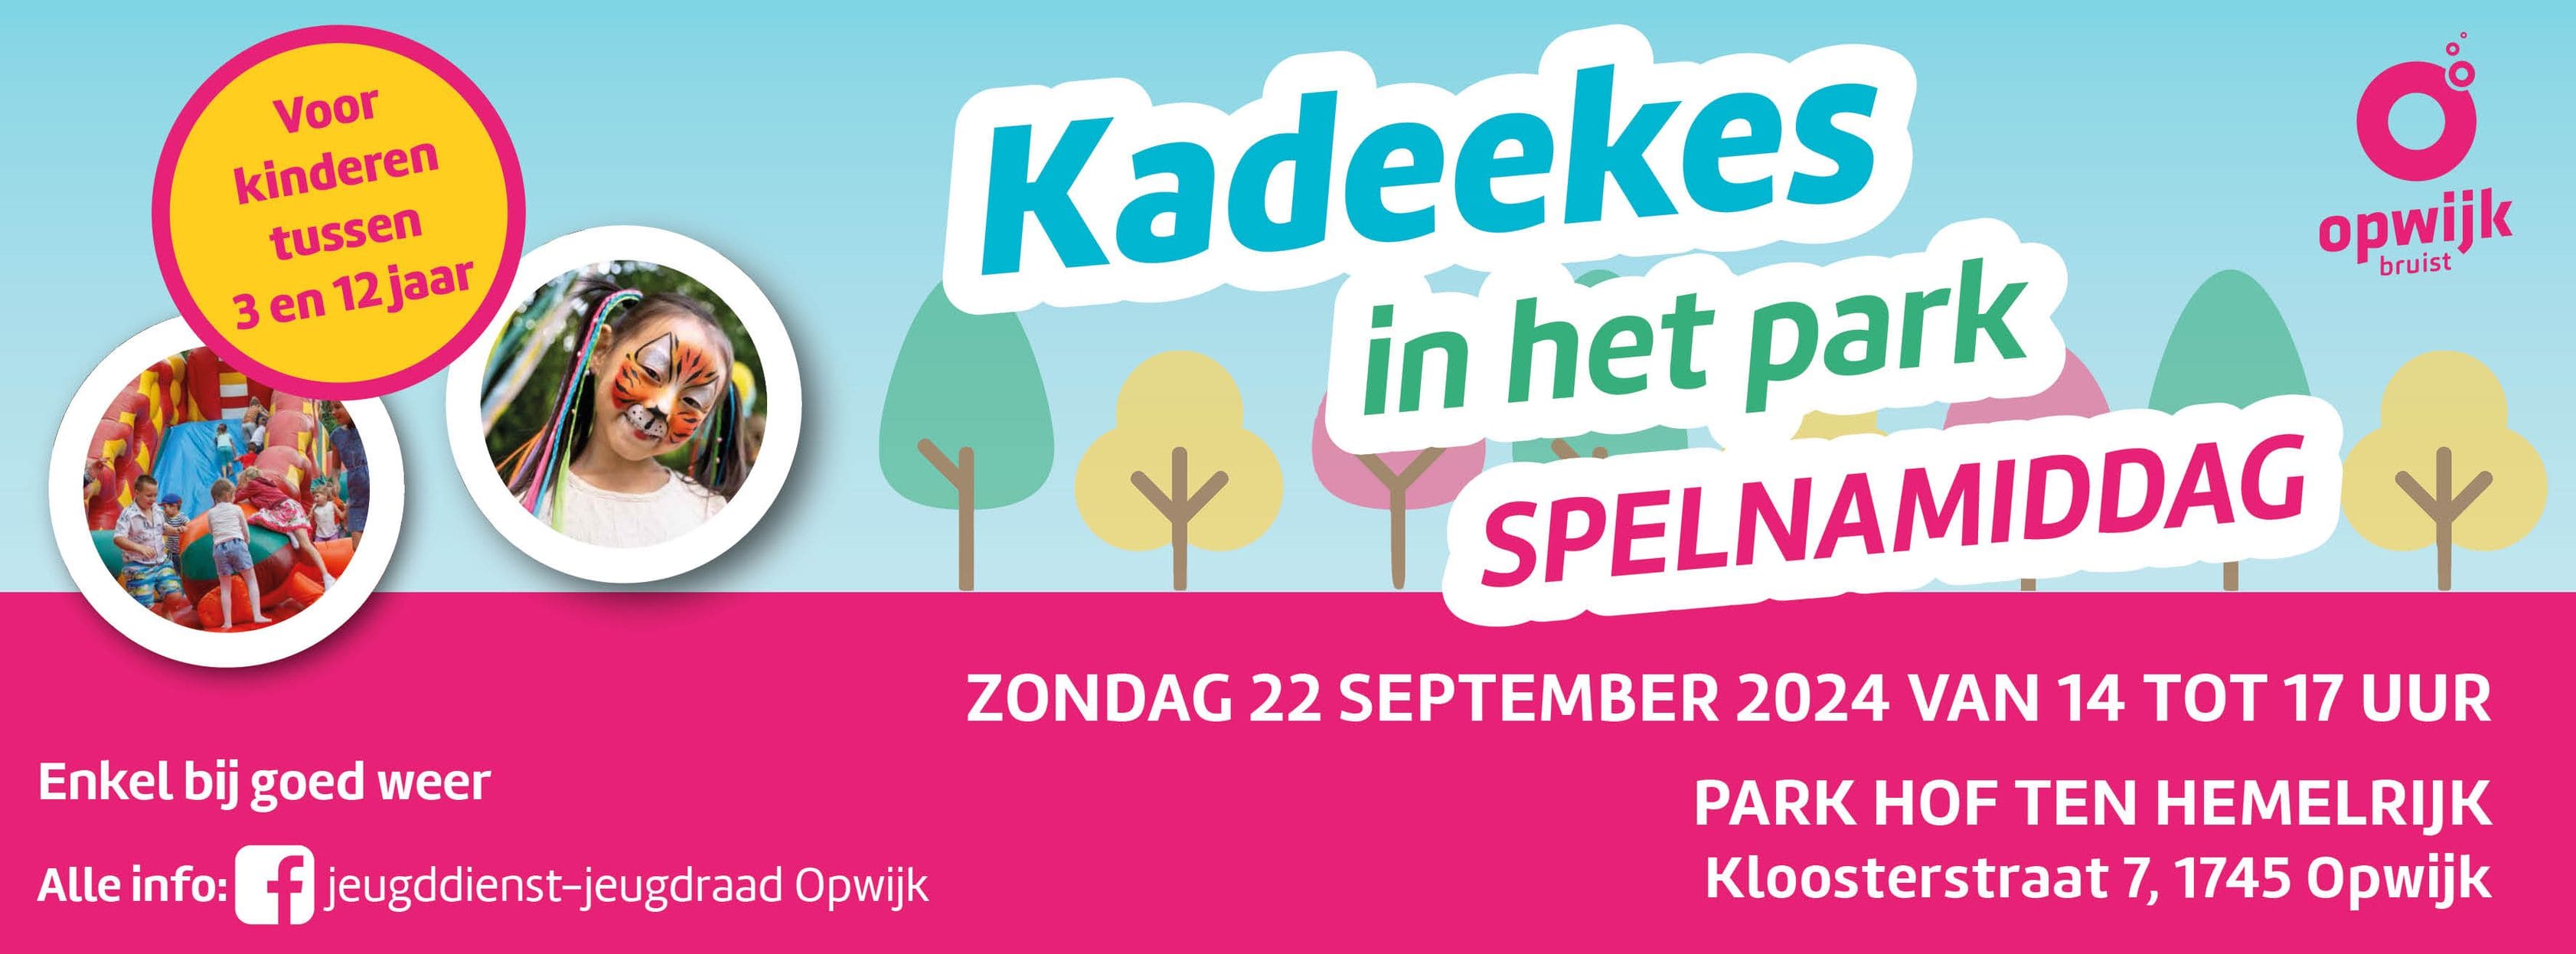 Voor
kinderen
tussen
3 en 12 jaar
Kadeekes
in het park
SPELNAMIDDAG
opwijk
bruist
ZONDAG 22 SEPTEMBER 2024 VAN 14 TOT 17 UUR
PARK HOF TEN HEMELRIJK
Kloosterstraat 7, 1745 Opwijk
Enkel bij goed weer
Alle info: jeugddienst-jeugdraad Opwijk